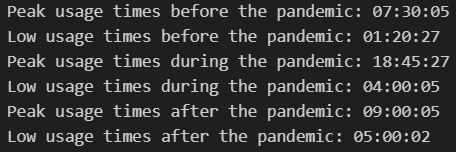 Peak usage times before the pandemic: 07:30:05
Low usage times before the pandemic: 01:20:27
Peak usage times during the pandemic: 18:45:27
Low usage times during the pandemic: 04:00:05
Peak usage times after the pandemic: 09:00:05
Low usage times after the pandemic: 05:00:02